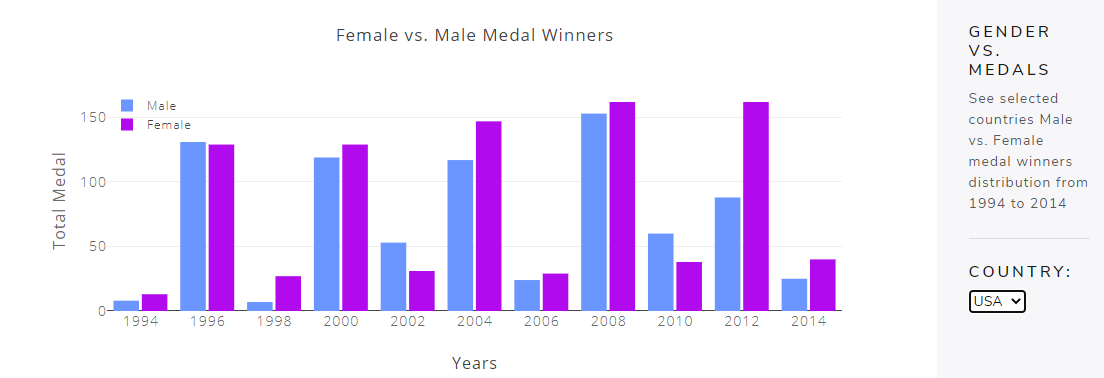 Female vs. Male Medal Winners
Male
Female
150
100
50
0
Total Medal
1994 1996 1998 2000 2002 2004 2006 2008 2010 2012 2014
Years
GENDER
VS.
MEDALS
See selected
countries Male
vs. Female
medal winners
distribution from
1994 to 2014
COUNTRY:
USA